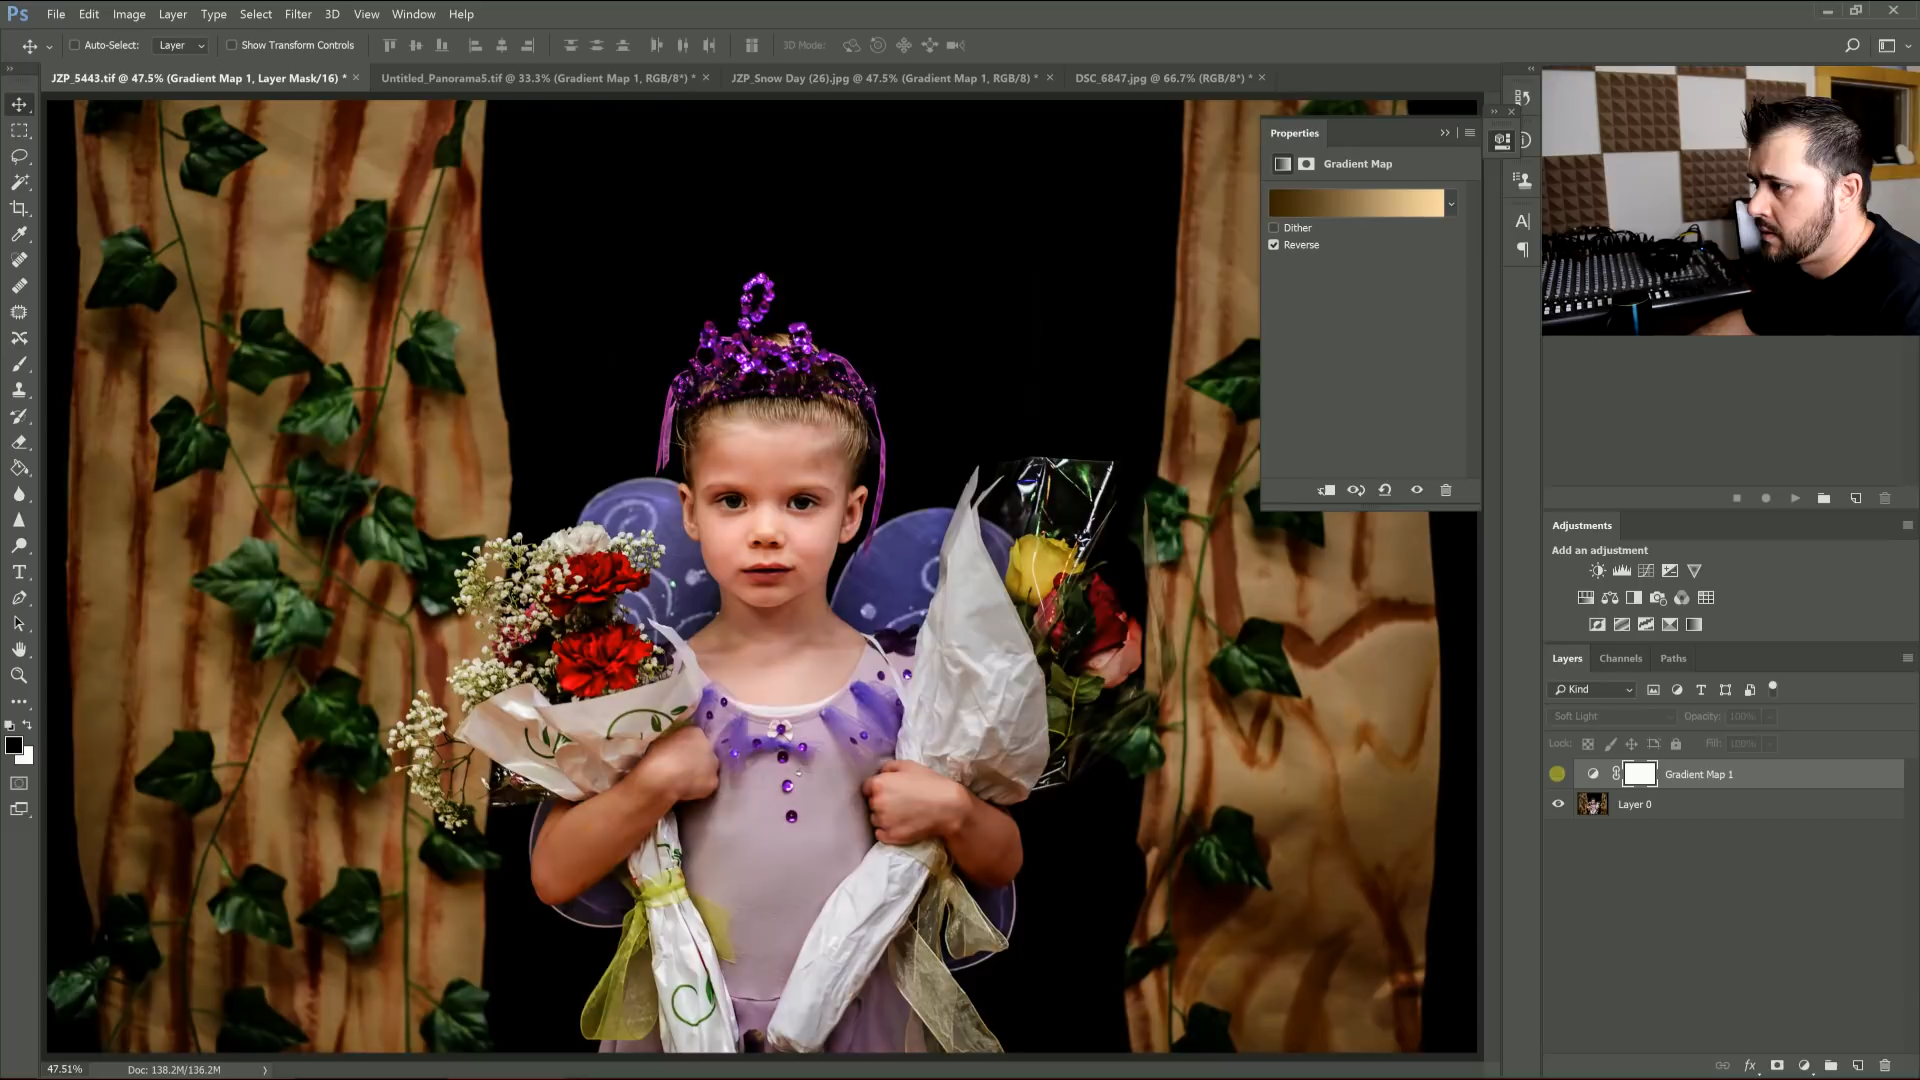 Ps File Edit Image Layer Type Select Filter 3D View Window Help
Auto-Select: Layer Show Transform Controls 3D Mode:
JZP_5443.tif @ 47.5% (Gradient Map 1, Layer Mask/16) * × Untitled_Panorama5.tif @ 33.3% (Gradient Map 1, RGB/8*) * × JZP_Snow Day (26).jpg @ 47.5% (Gradient Map 1, RGB/8) * × DSC_6847.jpg @ 66.7% (RGB/8*) * ×
Properties
Gradient Map
Dither
Reverse
Adjustments
Add an adjustment
Layers Channels Paths
Kind
Soft Light Opacity: 100%
Lock: Fill: 100%
Gradient Map 1
Layer 0
fx
47.51% Doc: 138.2M/136.2M